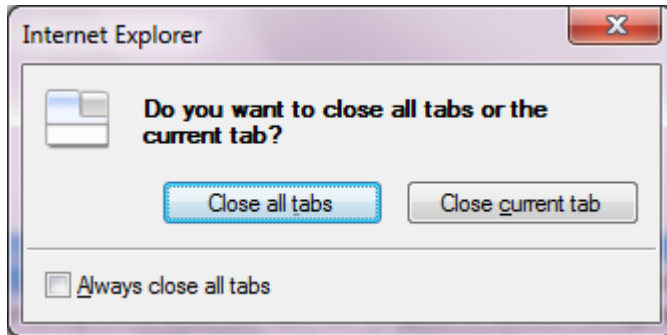 Internet Explorer
Do you want to close all tabs or the
current tab?
Close all tabs
Close current tab
Always close all tabs